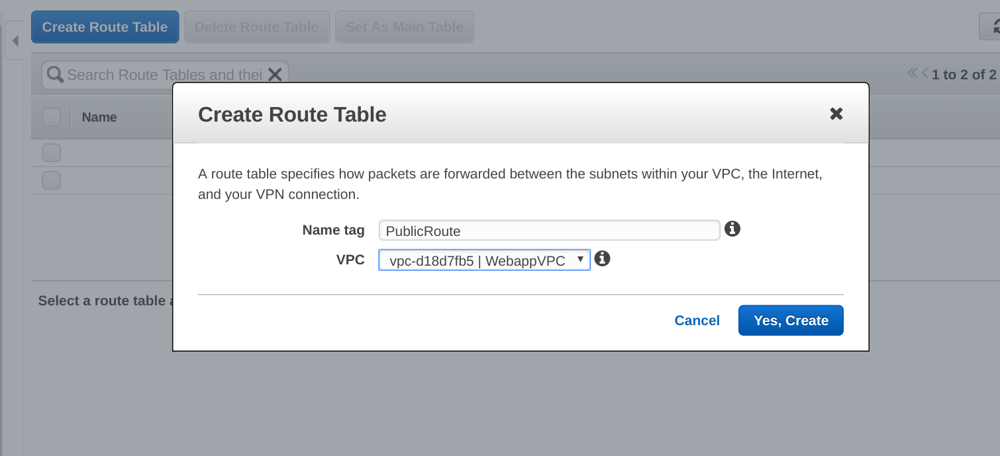 Create Route Table Delete Route Table Set As Main Table
Search Route Tables and thei
1 to 2 of 2
Name
Create Route Table
A route table specifies how packets are forwarded between the subnets within your VPC, the Internet,
and your VPN connection.
Name tag PublicRoute
VPC vpc-d18d7fb5 | WebappVPC
Select a route table
Cancel Yes, Create